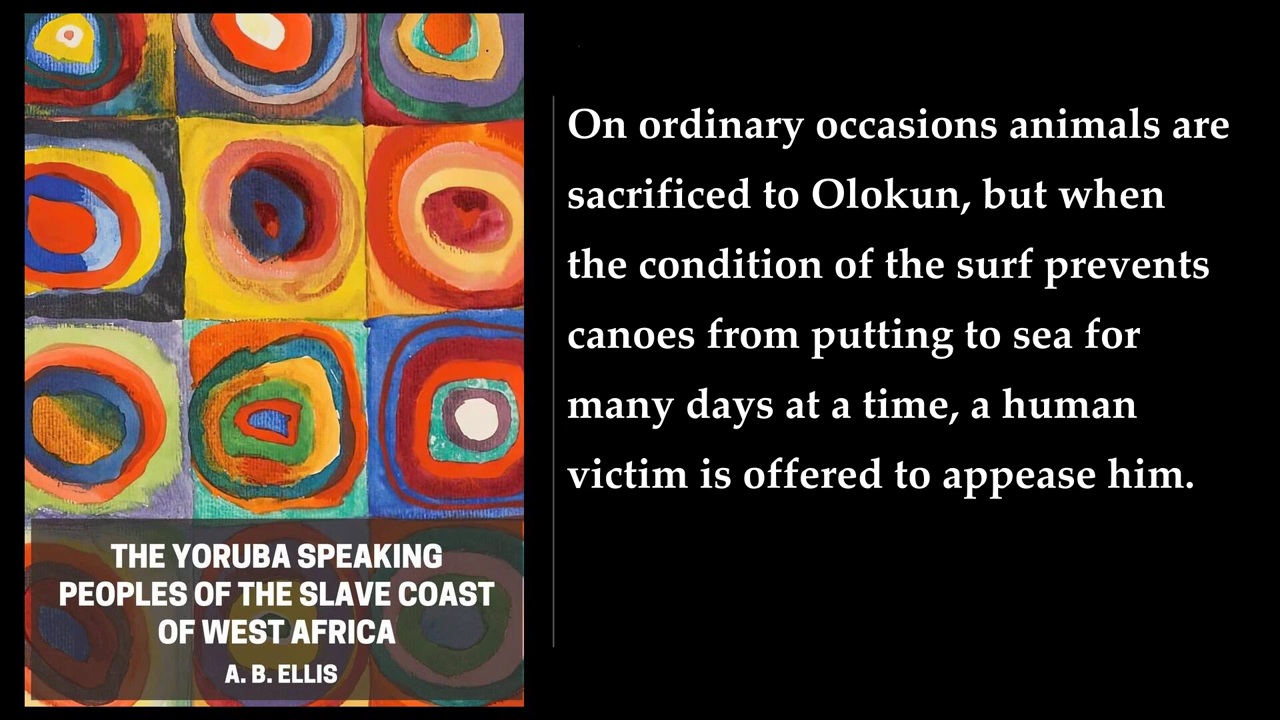 THE YORUBA SPEAKING
PEOPLES OF THE SLAVE COAST
OF WEST AFRICA
A. B. ELLIS
On ordinary occasions animals are
sacrificed to Olokun, but when
the condition of the surf prevents
canoes from putting to sea for
many days at a time, a human
victim is offered to appease him.